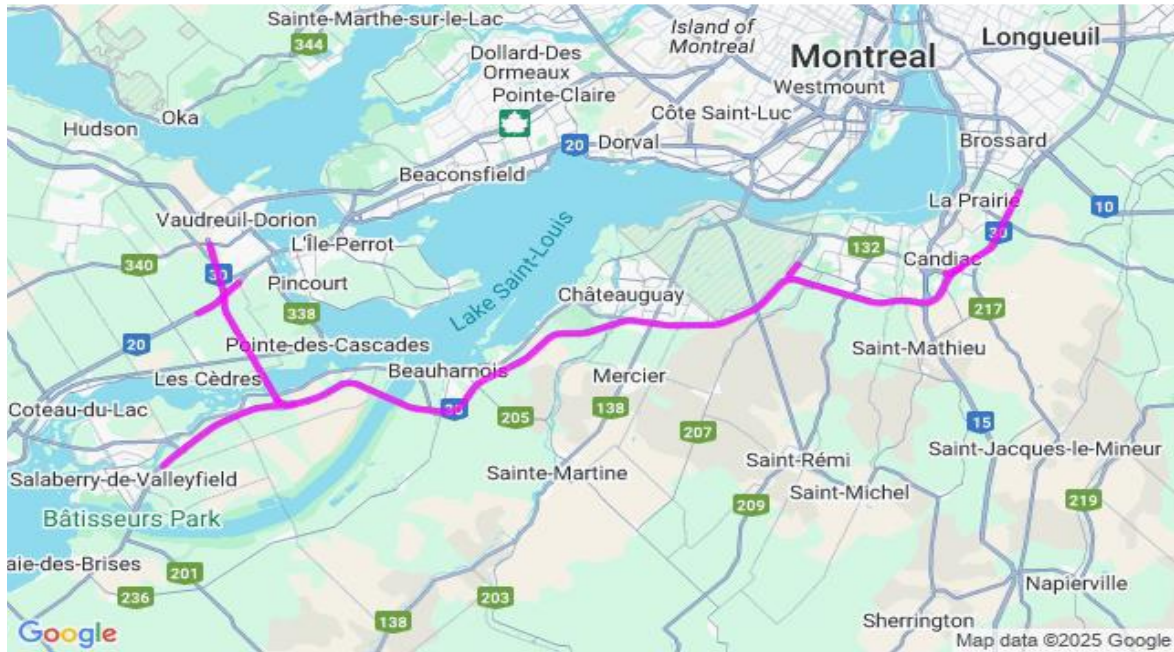 Sainte-Marthe-sur-le-Lac
344
Island of
Montreal
Longueuil
Dollard-Des
Ormeaux
Montreal
Oka
Pointe-Claire
Westmount
Hudson
Côte Saint-Luc
20
Dorval
Brossard
Beaconsfield
La Prairie
10
Vaudreuil-Dorion
L'Île-Perrot
132
30
340
30
Candiac
Pincourt
Lake Saint-Louis
Châteauguay
338
217
20
Pointe-des-Cascades
Saint-Mathieu
Les Cèdres
Beauharnois
Mercier
Coteau-du-Lac
30
205
138
15
207
Saint-Jacques-le-Mineur
Salaberry-de-Valleyfield
Sainte-Martine
Saint-Rémi
Saint-Michel
219
209
Bâtisseurs Park
aie-des-Brises
201
Napierville
236
203
138
Sherrington
Google
Map data ©2025 Google